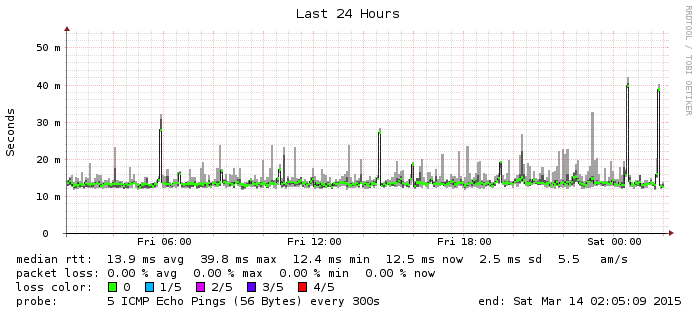 Last 24 Hours
RRDTOOL / TOBI OETIKER
Seconds
50 m
40 m
30 m
20 m
10 m
0
Fri 06:00 Fri 12:00 Fri 18:00 Sat 00:00
median rtt: 13.9 ms avg 39.8 ms max 12.4 ms min 12.5 ms now 2.5 ms sd 5.5 am/s
packet loss: 0.00 % avg 0.00 % max 0.00 % min 0.00 % now
loss color: 0 1/5 2/5 3/5 4/5
probe: 5 ICMP Echo Pings (56 Bytes) every 300s end: Sat Mar 14 02:05:09 2015